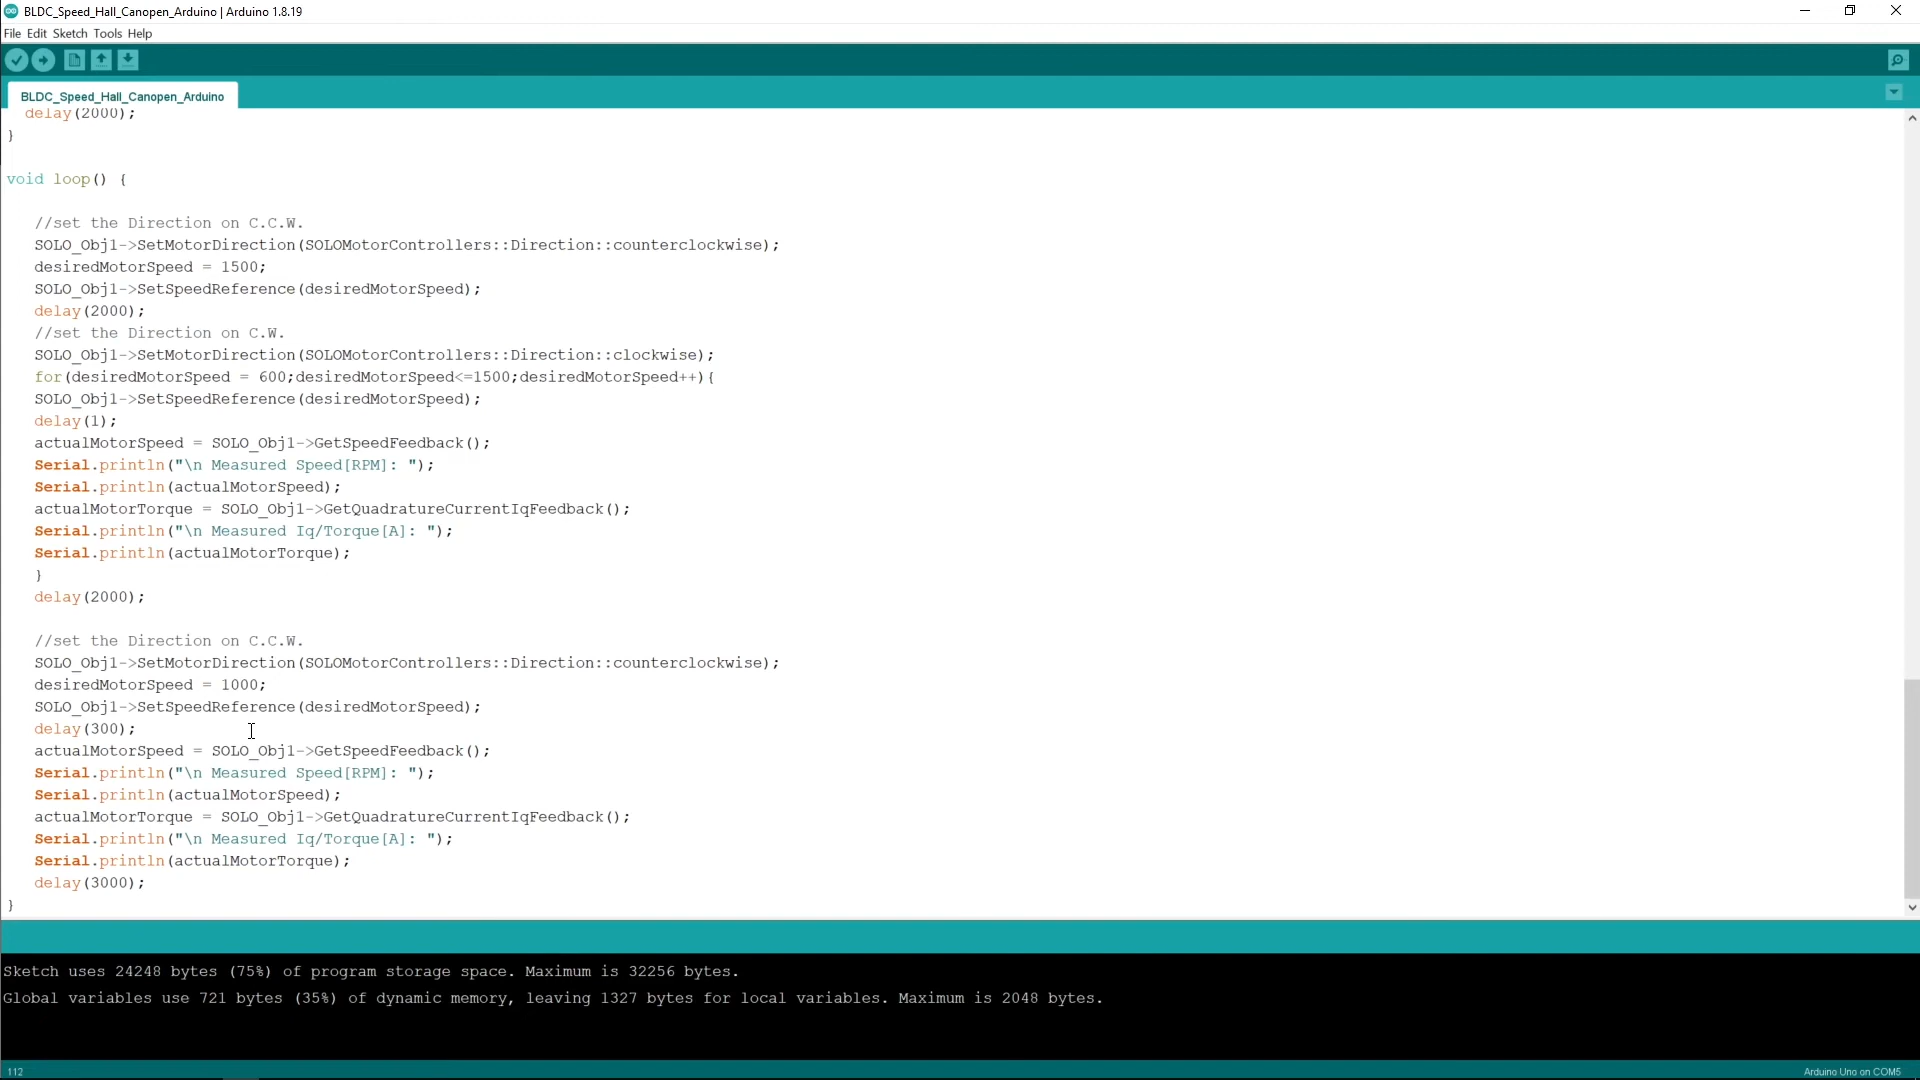 BLDC_Speed_Hall_Canopen_Arduino | Arduino 1.8.19
File Edit Sketch Tools Help
BLDC_Speed_Hall_Canopen_Arduino
  delay(2000);
}

void loop() {

   //set the Direction on C.C.W.
   SOLO_Obj1->SetMotorDirection(SOLOMotorControllers::Direction::counterclockwise);
   desiredMotorSpeed = 1500;
   SOLO_Obj1->SetSpeedReference(desiredMotorSpeed);
   delay(2000);
   //set the Direction on C.W.
   SOLO_Obj1->SetMotorDirection(SOLOMotorControllers::Direction::clockwise);
   for(desiredMotorSpeed = 600;desiredMotorSpeed<=1500;desiredMotorSpeed++){
   SOLO_Obj1->SetSpeedReference(desiredMotorSpeed);
   delay(1);
   actualMotorSpeed = SOLO_Obj1->GetSpeedFeedback();
   Serial.println("\n Measured Speed[RPM]: ");
   Serial.println(actualMotorSpeed);
   actualMotorTorque = SOLO_Obj1->GetQuadratureCurrentIqFeedback();
   Serial.println("\n Measured Iq/Torque[A]: ");
   Serial.println(actualMotorTorque);
   }
   delay(2000);

   //set the Direction on C.C.W.
   SOLO_Obj1->SetMotorDirection(SOLOMotorControllers::Direction::counterclockwise);
   desiredMotorSpeed = 1000;
   SOLO_Obj1->SetSpeedReference(desiredMotorSpeed);
   delay(300);
   actualMotorSpeed = SOLO_Obj1->GetSpeedFeedback();
   Serial.println("\n Measured Speed[RPM]: ");
   Serial.println(actualMotorSpeed);
   actualMotorTorque = SOLO_Obj1->GetQuadratureCurrentIqFeedback();
   Serial.println("\n Measured Iq/Torque[A]: ");
   Serial.println(actualMotorTorque);
   delay(3000);
}
Sketch uses 24248 bytes (75%) of program storage space. Maximum is 32256 bytes.
Global variables use 721 bytes (35%) of dynamic memory, leaving 1327 bytes for local variables. Maximum is 2048 bytes.
112
Arduino Uno on COM5